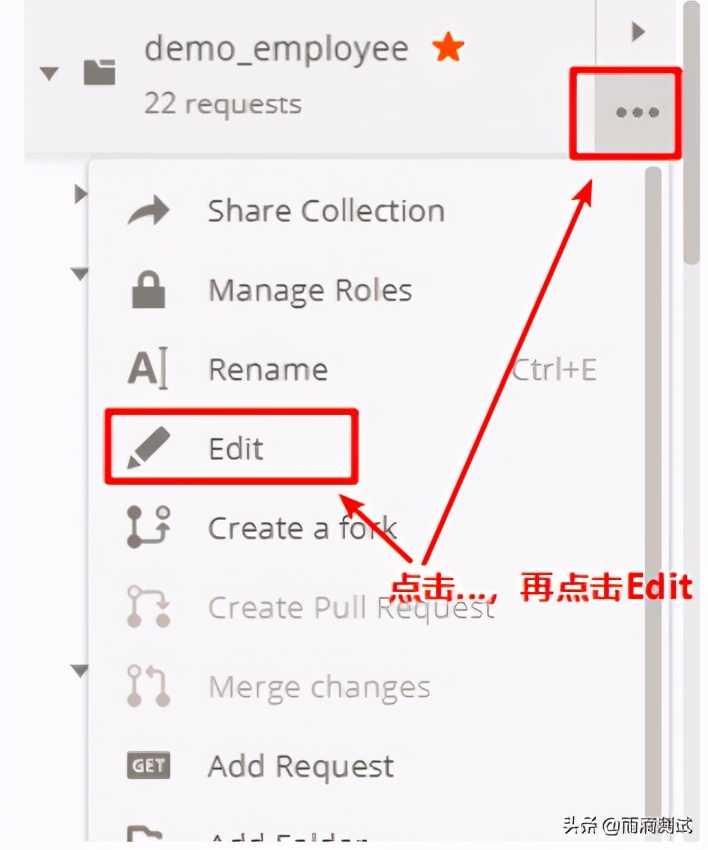 demo_employee
22 requests
Share Collection
Manage Roles
Rename Ctrl+E
Edit
Create a fork
点击...，再点击Edit
Create Pull Request
Merge changes
GET Add Request
Add Folder
头条 @雨滴测试